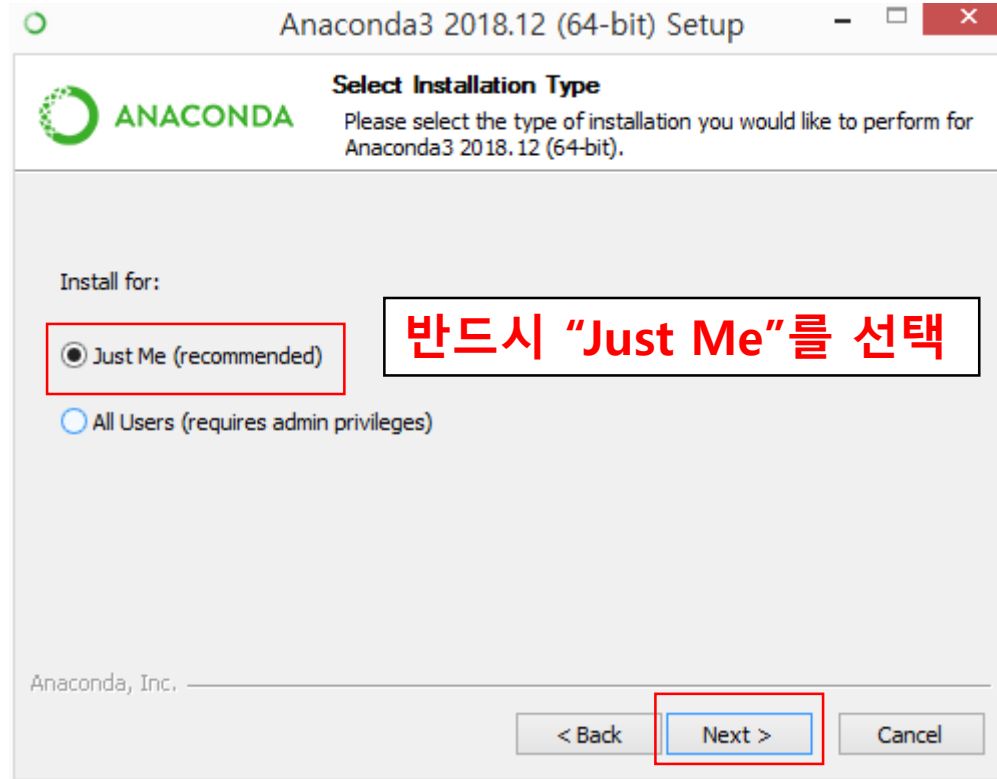 Anaconda3 2018.12 (64-bit) Setup
ANACONDA
Select Installation Type
Please select the type of installation you would like to perform for
Anaconda3 2018.12 (64-bit).
Install for:
반드시 “Just Me”를 선택
Just Me (recommended)
All Users (requires admin privileges)
Anaconda, Inc.
< Back
Next >
Cancel